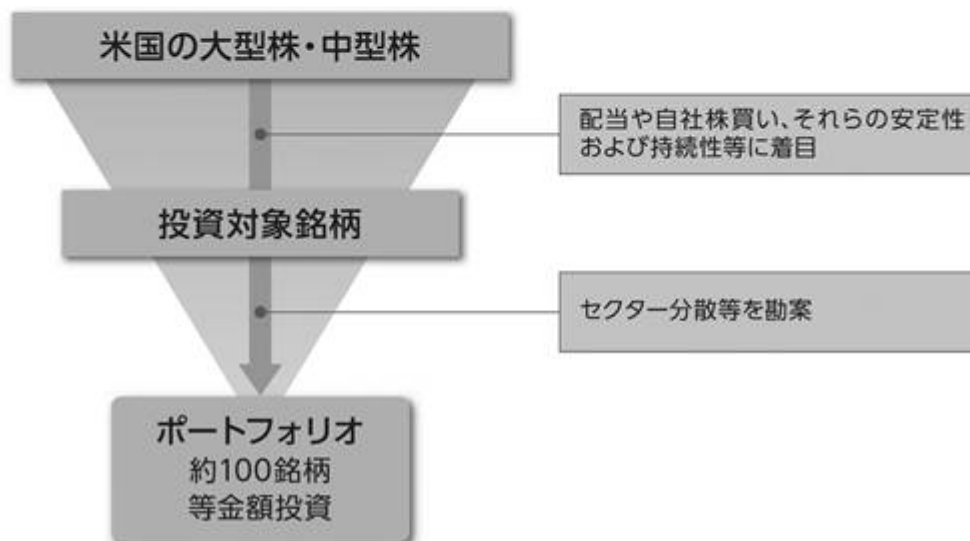 米国の大型株・中型株
配当や自社株買い、それらの安定性
および持続性等に着目
投資対象銘柄
セクター分散等を勘案
ポートフォリオ
約100銘柄
等金額投資